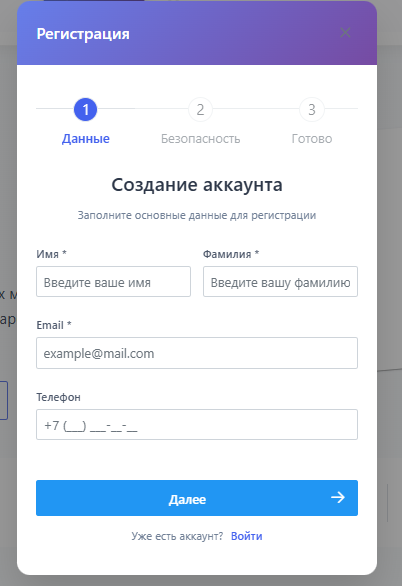 Регистрация
1 2 3
Данные Безопасность Готово
Создание аккаунта
Заполните основные данные для регистрации
Имя * Фамилия *
Введите ваше имя Введите вашу фамилию
Email *
example@mail.com
Телефон
+7 (___) ___-__-__
Далее
Уже есть аккаунт? Войти